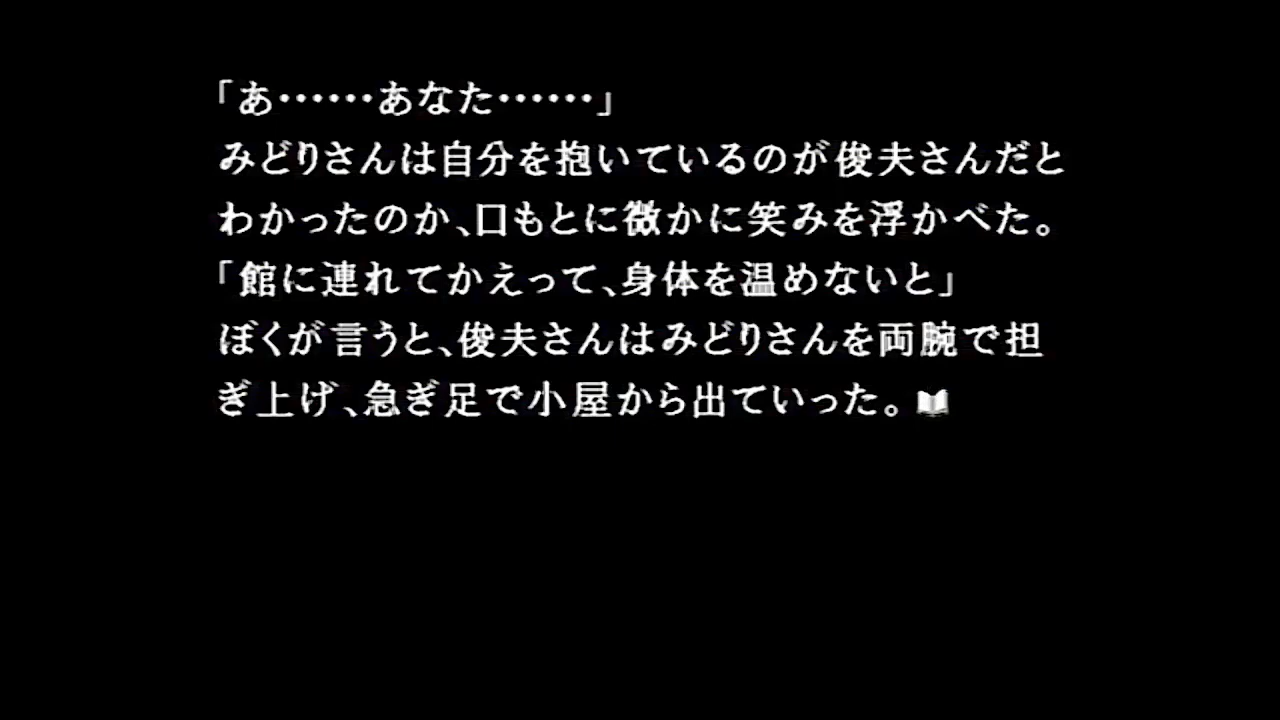 「あ……あなた……」
みどりさんは自分を抱いているのが俊夫さんだと
わかったのか、口もとに微かに笑みを浮かべた。
「館に連れてかえって、身体を温めないと」
ぼくが言うと、俊夫さんはみどりさんを両腕で担
ぎ上げ、急ぎ足で小屋から出ていった。